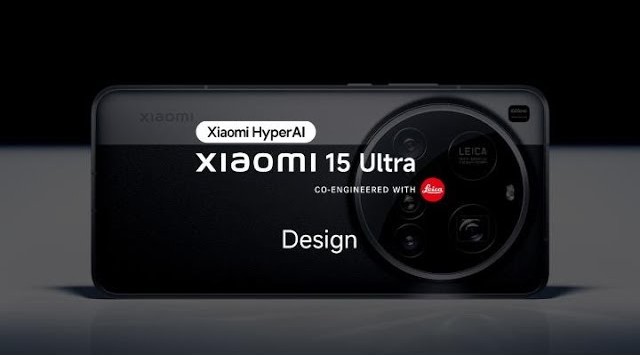 xiaomi
Xiaomi HyperAI
xiaomi 15 Ultra
CO-ENGINEERED WITH Leica
LEICA
Design